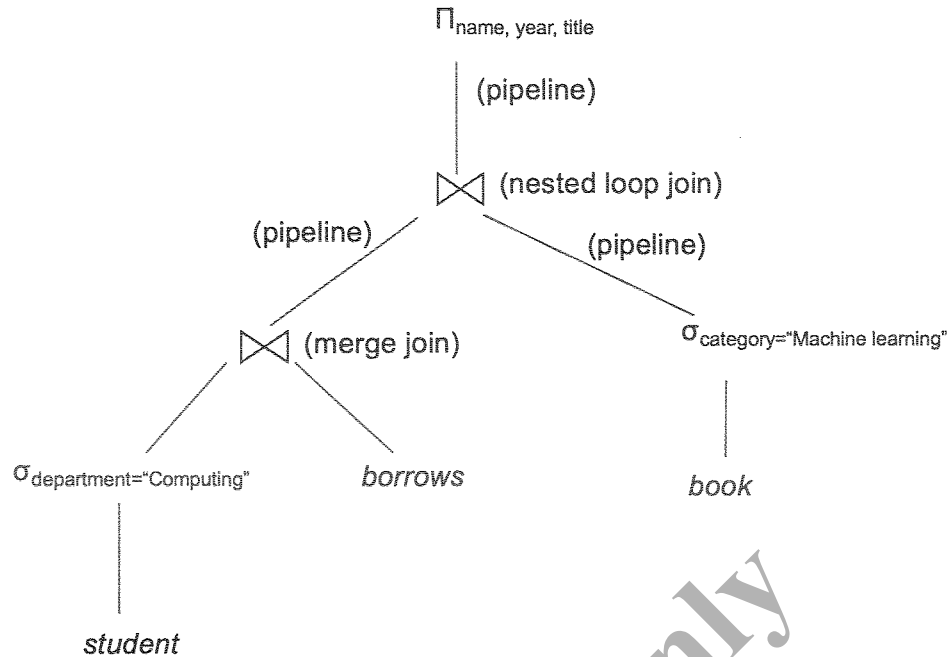 Π name, year, title
(pipeline)
(nested loop join)
(pipeline)
(pipeline)
(merge join)
σ category="Machine learning"
σ department="Computing"
borrows
book
student
only